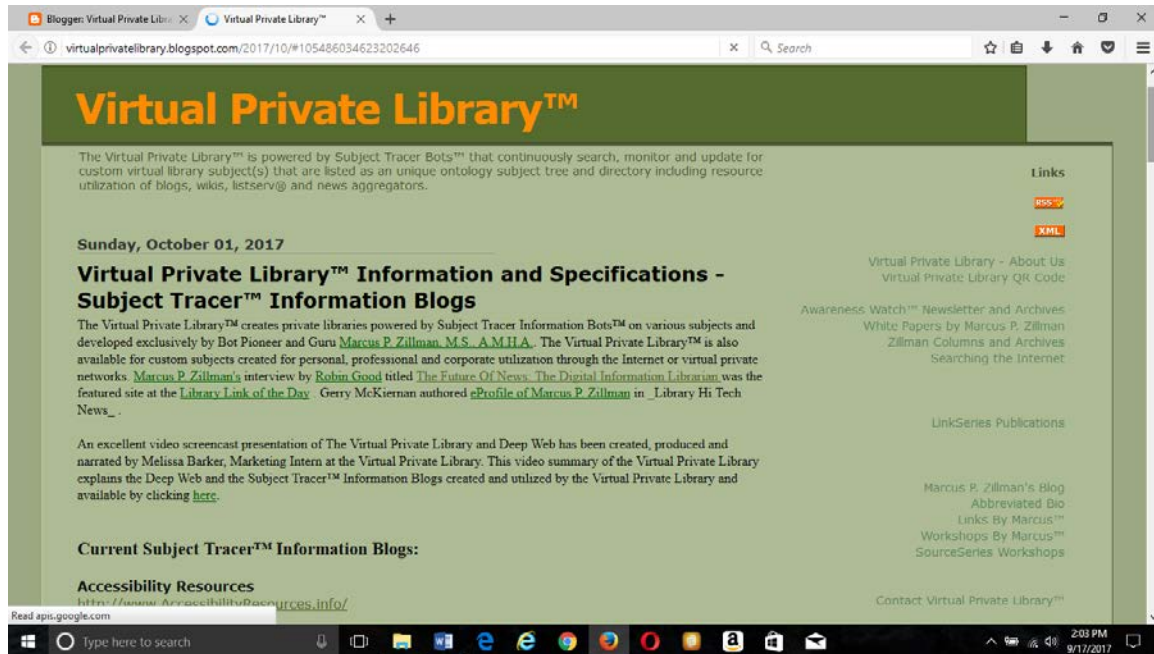 Blogger: Virtual Private Libra
Virtual Private Library™
virtualprivatelibrary.blogspot.com/2017/10/#105486034623202646
Search
Virtual Private Library™
The Virtual Private Library™ is powered by Subject Tracer Bots™ that continuously search, monitor and update for
custom virtual library subject(s) that are listed as an unique ontology subject tree and directory including resource
utilization of blogs, wikis, listserv® and news aggregators.
Sunday, October 01, 2017
Virtual Private Library™ Information and Specifications -
Subject Tracer™ Information Blogs
The Virtual Private Library™ creates private libraries powered by Subject Tracer Information Bots™ on various subjects and
developed exclusively by Bot Pioneer and Guru Marcus P. Zillman, M.S., A.M.H.A.. The Virtual Private Library™ is also
available for custom subjects created for personal, professional and corporate utilization through the Internet or virtual private
networks. Marcus P. Zillman's interview by Robin Good titled The Future Of News: The Digital Information Librarian was the
featured site at the Library Link of the Day . Gerry McKiernan authored eProfile of Marcus P. Zillman in _Library Hi Tech
News_ .
An excellent video screencast presentation of The Virtual Private Library and Deep Web has been created, produced and
narrated by Melissa Barker, Marketing Intern at the Virtual Private Library. This video summary of the Virtual Private Library
explains the Deep Web and the Subject Tracer™ Information Blogs created and utilized by the Virtual Private Library and
available by clicking here.
Current Subject Tracer™ Information Blogs:
Accessibility Resources
http://www.AccessibilityResources.info/
Links
RSS
XML
Virtual Private Library - About Us
Virtual Private Library QR Code
Awareness Watch™ Newsletter and Archives
White Papers by Marcus P. Zillman
Zillman Columns and Archives
Searching the Internet
LinkSeries Publications
Marcus P. Zillman's Blog
Abbreviated Bio
Links By Marcus™
Workshops By Marcus™
SourceSeries Workshops
Contact Virtual Private Library™
Read apis.google.com
Type here to search
2:03 PM
9/17/2017